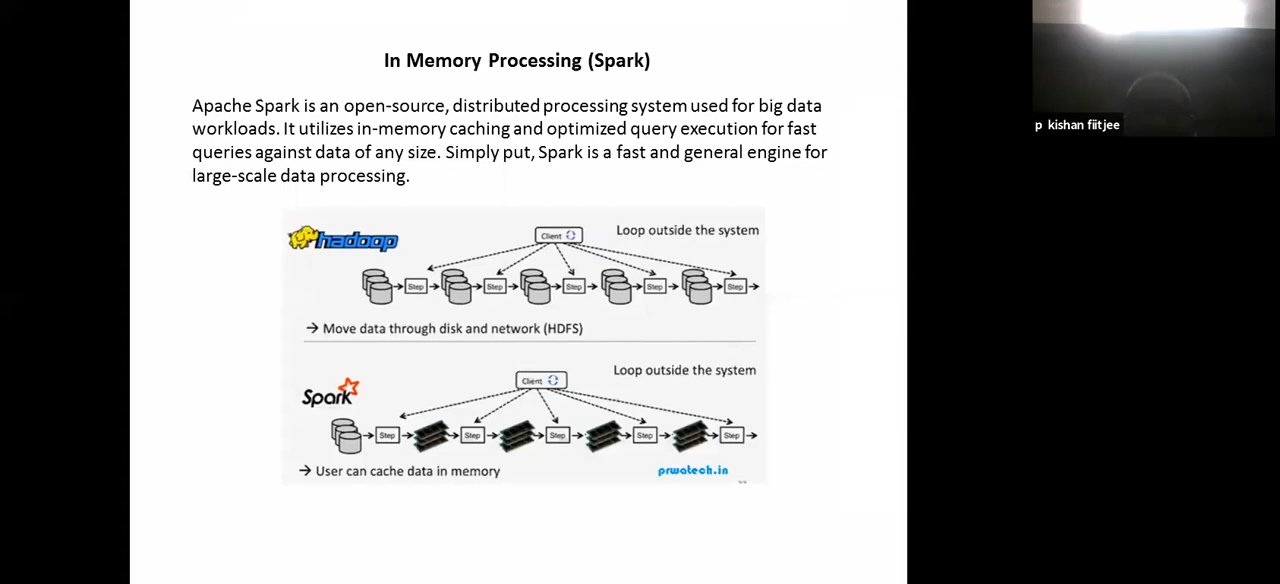 In Memory Processing (Spark)
Apache Spark is an open-source, distributed processing system used for big data
workloads. It utilizes in-memory caching and optimized query execution for fast
queries against data of any size. Simply put, Spark is a fast and general engine for
large-scale data processing.
hadoop
Client
Loop outside the system
Step
Step
Step
Step
Step
→ Move data through disk and network (HDFS)
Spark
Client
Loop outside the system
Step
Step
Step
Step
Step
→ User can cache data in memory
prwatech.in
p kishan fiitjee